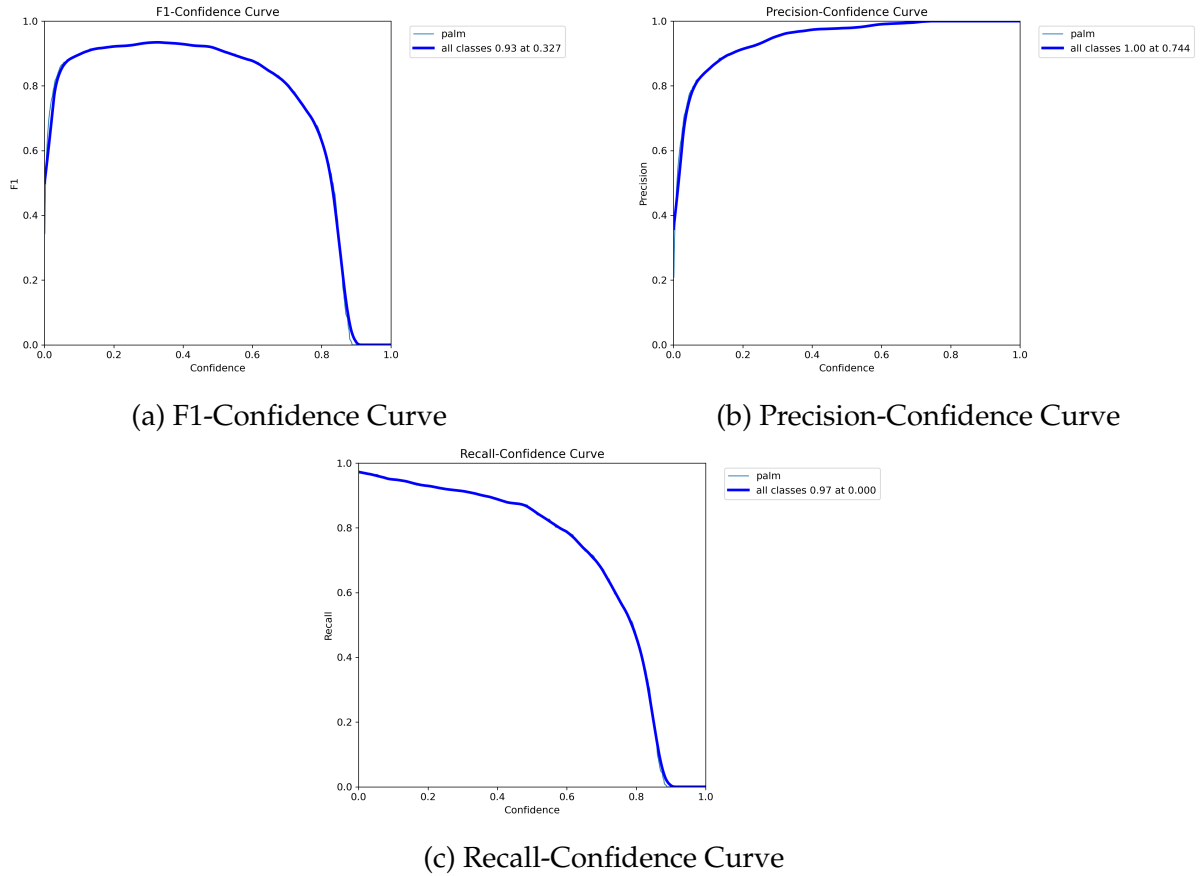 F1-Confidence Curve
1.0
0.8
0.6
0.4
0.2
0.0
F1
0.0 0.2 0.4 0.6 0.8 1.0
Confidence
palm
all classes 0.93 at 0.327
Precision-Confidence Curve
1.0
0.8
0.6
0.4
0.2
0.0
Precision
0.0 0.2 0.4 0.6 0.8 1.0
Confidence
palm
all classes 1.00 at 0.744
(a) F1-Confidence Curve
(b) Precision-Confidence Curve
Recall-Confidence Curve
1.0
0.8
0.6
0.4
0.2
0.0
Recall
0.0 0.2 0.4 0.6 0.8 1.0
Confidence
palm
all classes 0.97 at 0.000
(c) Recall-Confidence Curve